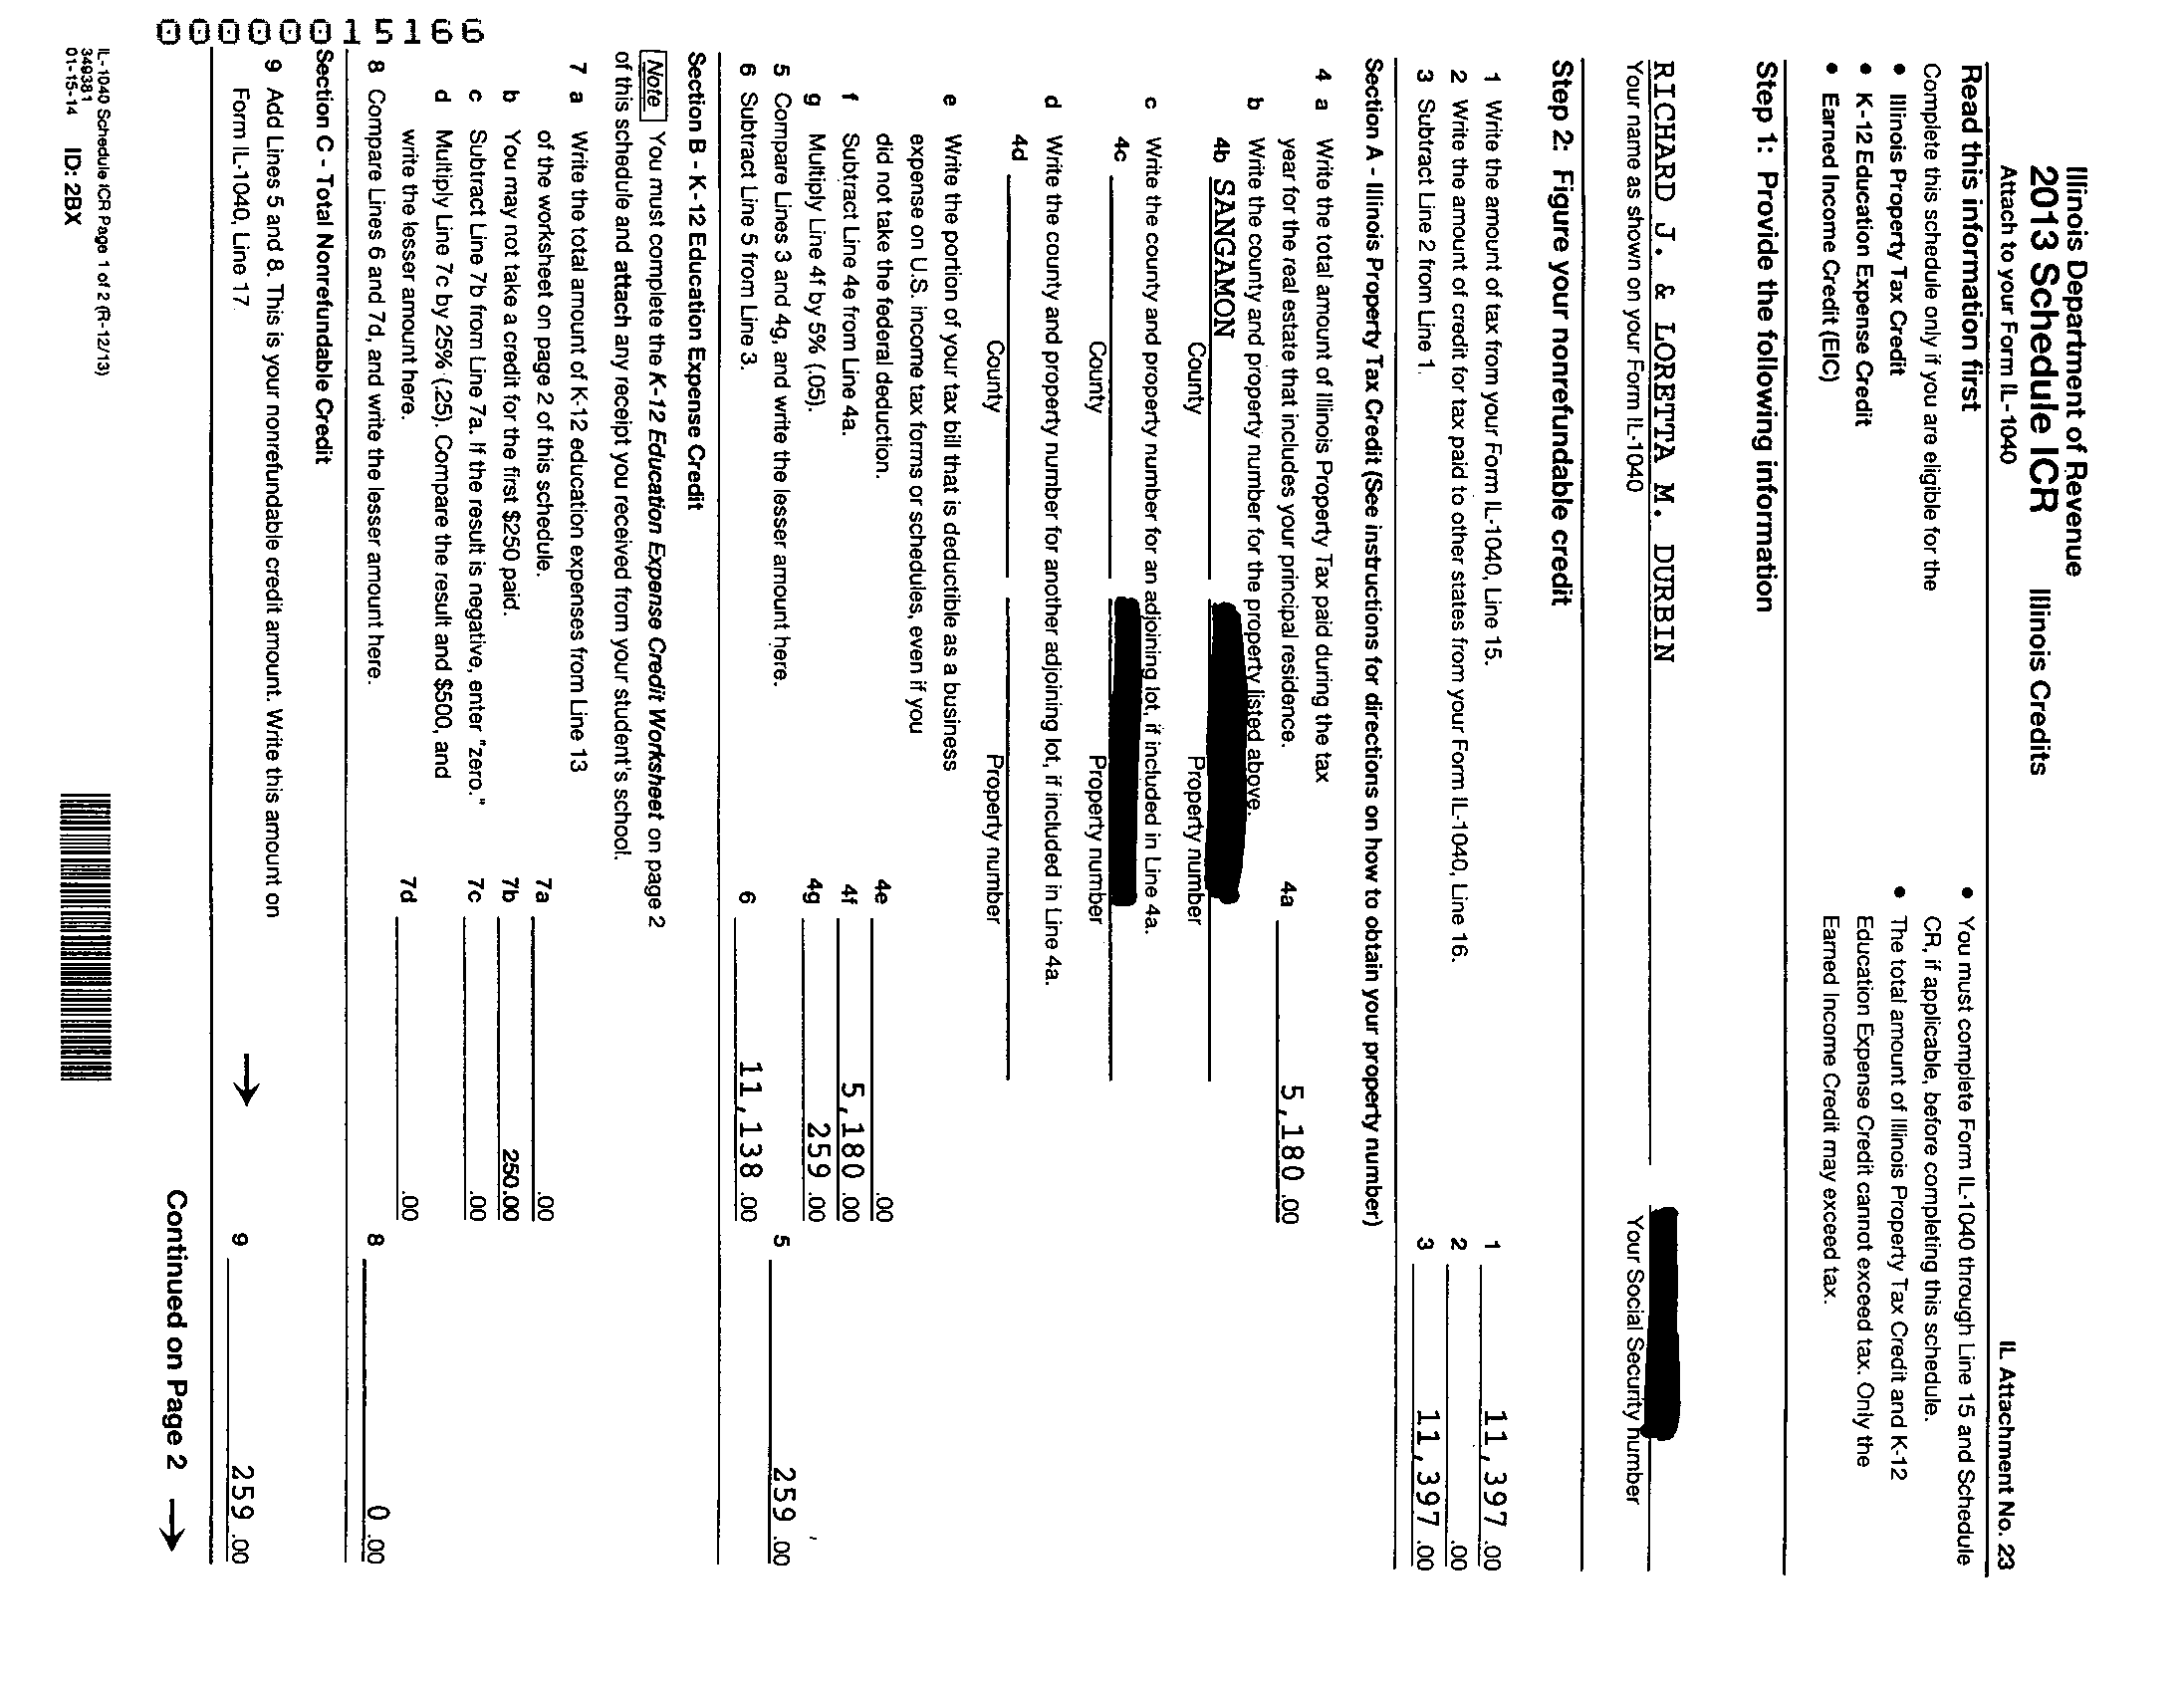 Illinois Department of Revenue
2013 Schedule ICR Illinois Credits
Attach to your Form IL-1040
IL Attachment No. 23
Read this information first
Complete this schedule only if you are eligible for the
• Illinois Property Tax Credit
• K-12 Education Expense Credit
• Earned Income Credit (EIC)
• You must complete Form IL-1040 through Line 15 and Schedule
CR, if applicable, before completing this schedule.
• The total amount of Illinois Property Tax Credit and K-12
Education Expense Credit cannot exceed tax. Only the
Earned Income Credit may exceed tax.
Step 1: Provide the following information
RICHARD J. & LORETTA M. DURBIN
Your name as shown on your Form IL-1040
Your Social Security number
Step 2: Figure your nonrefundable credit
1 Write the amount of tax from your Form IL-1040, Line 15. 1 11,397 .00
2 Write the amount of credit for tax paid to other states from your Form IL-1040, Line 16. 2 .00
3 Subtract Line 2 from Line 1. 3 11,397 .00
Section A - Illinois Property Tax Credit (See instructions for directions on how to obtain your property number)
4 a Write the total amount of Illinois Property Tax paid during the tax
year for the real estate that includes your principal residence. 4a 5,180 .00
b Write the county and property number for the property listed above.
4b SANGAMON
County Property number
c Write the county and property number for an adjoining lot, if included in Line 4a.
4c
County Property number
d Write the county and property number for another adjoining lot, if included in Line 4a.
4d
County Property number
e Write the portion of your tax bill that is deductible as a business
expense on U.S. income tax forms or schedules, even if you
did not take the federal deduction. 4e .00
f Subtract Line 4e from Line 4a. 4f 5,180 .00
g Multiply Line 4f by 5% (.05). 4g 259 .00
5 Compare Lines 3 and 4g, and write the lesser amount here. 5 259 .00
6 Subtract Line 5 from Line 3. 6 11,138 .00
Section B - K-12 Education Expense Credit
Note You must complete the K-12 Education Expense Credit Worksheet on page 2
of this schedule and attach any receipt you received from your student's school.
7 a Write the total amount of K-12 education expenses from Line 13
of the worksheet on page 2 of this schedule. 7a .00
b You may not take a credit for the first $250 paid. 7b 250.00
c Subtract Line 7b from Line 7a. If the result is negative, enter "zero." 7c .00
d Multiply Line 7c by 25% (.25). Compare the result and $500, and
write the lesser amount here. 7d .00
8 Compare Lines 6 and 7d, and write the lesser amount here. 8 0 .00
Section C - Total Nonrefundable Credit
9 Add Lines 5 and 8. This is your nonrefundable credit amount. Write this amount on
Form IL-1040, Line 17. → 9 259 .00
Continued on Page 2 →
IL-1040 Schedule ICR Page 1 of 2 (R-12/13)
349381
01-15-14 ID: 2BX
00000015166